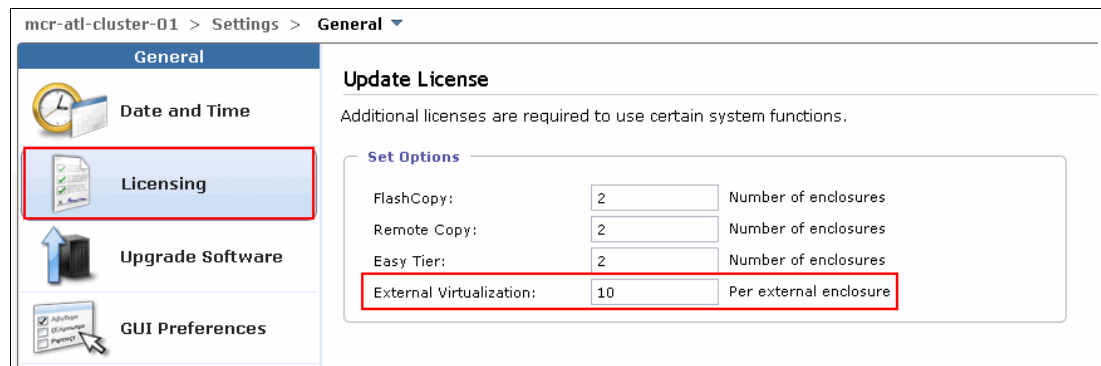 mcr-atl-cluster-01 > Settings > General
General
Date and Time
Licensing
Upgrade Software
GUI Preferences
Update License
Additional licenses are required to use certain system functions.
Set Options
FlashCopy: 2 Number of enclosures
Remote Copy: 2 Number of enclosures
Easy Tier: 2 Number of enclosures
External Virtualization: 10 Per external enclosure